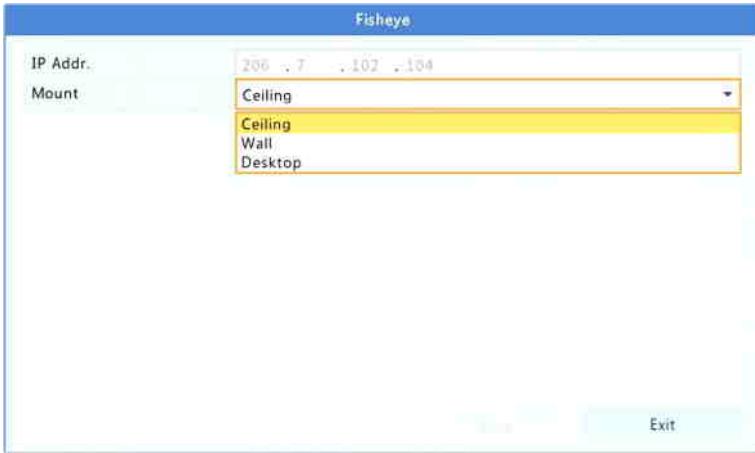 Fisheye
IP Addr. 206 . 7 . 102 . 104
Mount Ceiling
Ceiling
Wall
Desktop
Exit